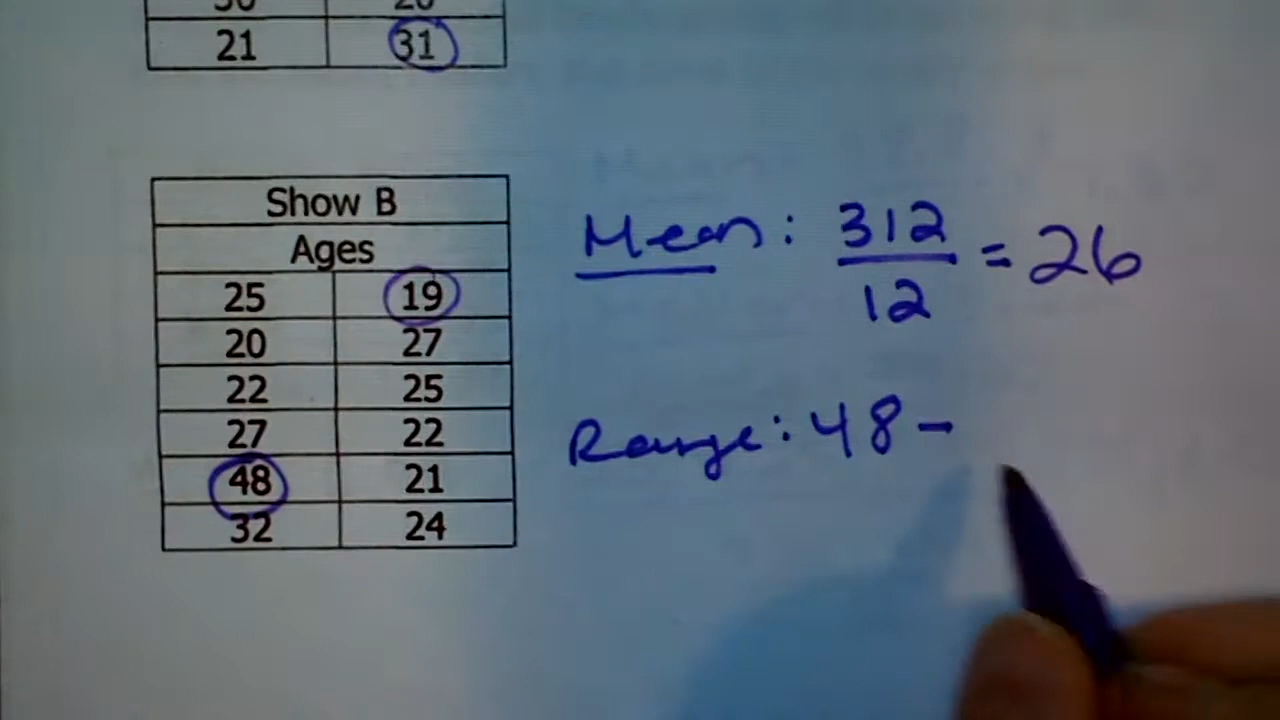 21 31
Show B
Ages
25 19
20 27
22 25
27 22
48 21
32 24
Mean: 312/12 = 26
Range: 48 -